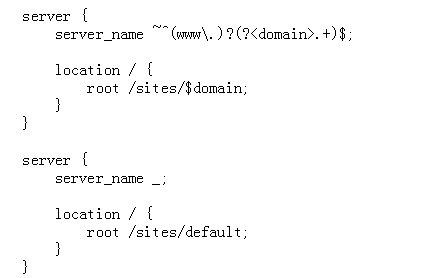 server {
    server_name ~^(www\.)?(?<domain>.+)$;
    location / {
        root /sites/$domain;
    }
}
server {
    server_name _;
    location / {
        root /sites/default;
    }
}